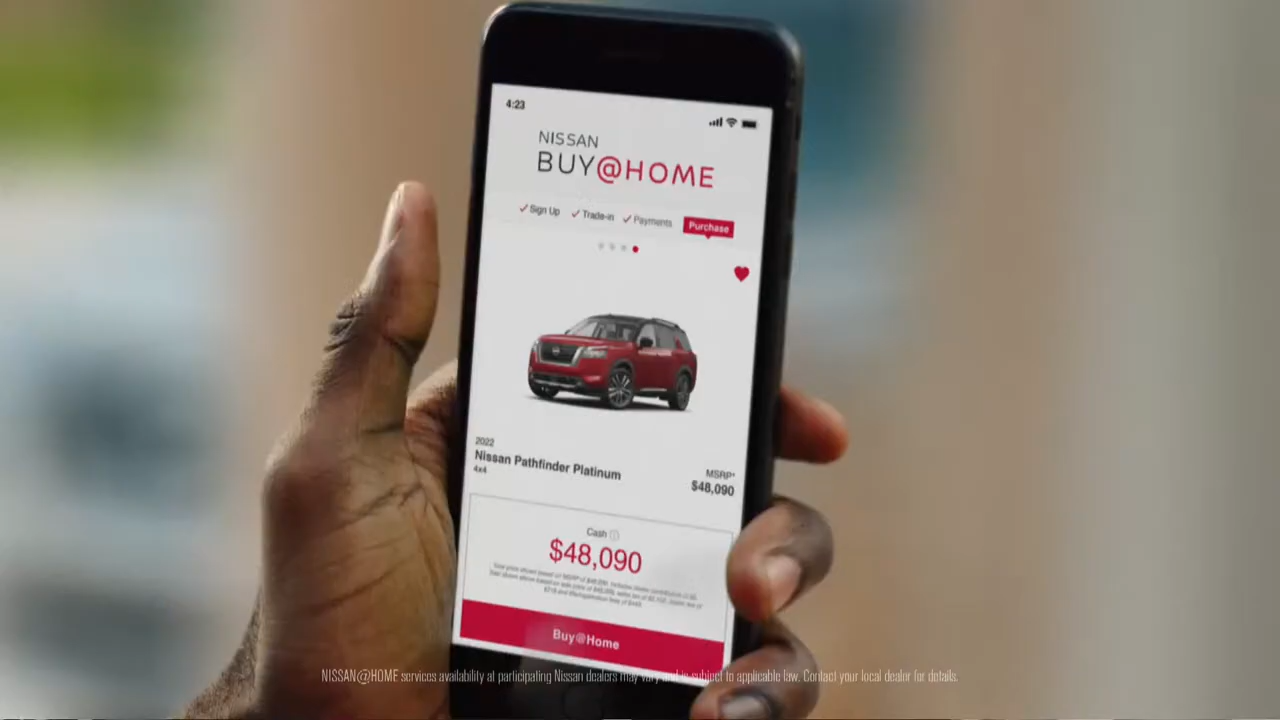 4:23
NISSAN
BUY@HOME
Sign Up Trade-in Payments Purchase
2022
Nissan Pathfinder Platinum
4x4
MSRP*
$48,090
Cash
$48,090
Buy@Home
NISSAN@HOME services availability at participating Nissan dealers may vary and is subject to applicable law. Contact your local dealer for details.